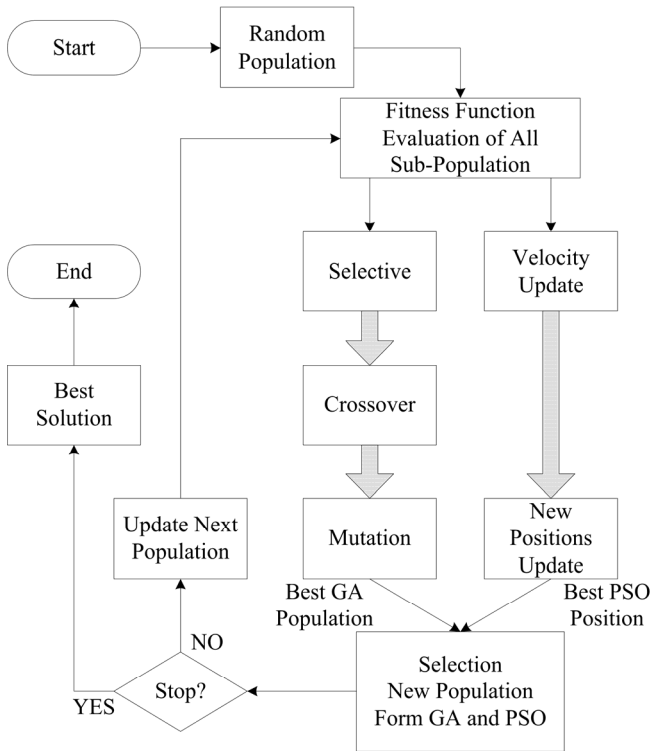 Start
Random
Population
Fitness Function
Evaluation of All
Sub-Population
Selective
Velocity
Update
End
Best
Solution
Crossover
Update Next
Population
Mutation
New
Positions
Update
Best GA
Population
Best PSO
Position
NO
YES
Stop?
Selection
New Population
Form GA and PSO